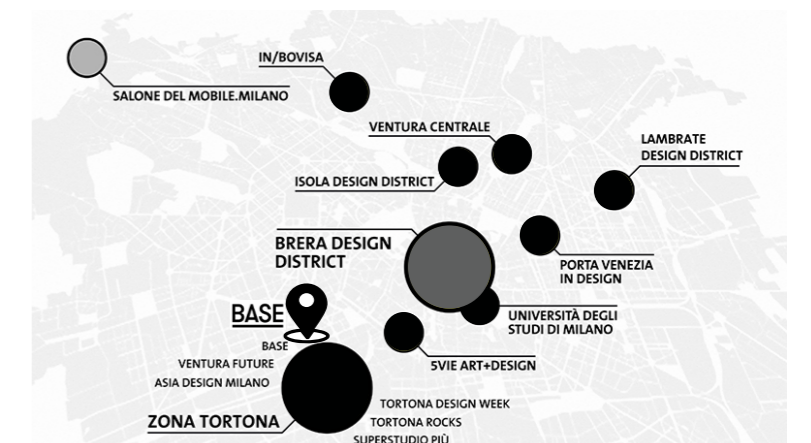 IN/BOVISA
SALONE DEL MOBILE.MILANO
VENTURA CENTRALE
LAMBRATE
DESIGN DISTRICT
ISOLA DESIGN DISTRICT
BRERA DESIGN
DISTRICT
PORTA VENEZIA
IN DESIGN
BASE
UNIVERSITÀ DEGLI
STUDI DI MILANO
BASE
VENTURA FUTURE
5VIE ART+DESIGN
ASIA DESIGN MILANO
TORTONA DESIGN WEEK
ZONA TORTONA
TORTONA ROCKS
SUPERSTUDIO PIÙ